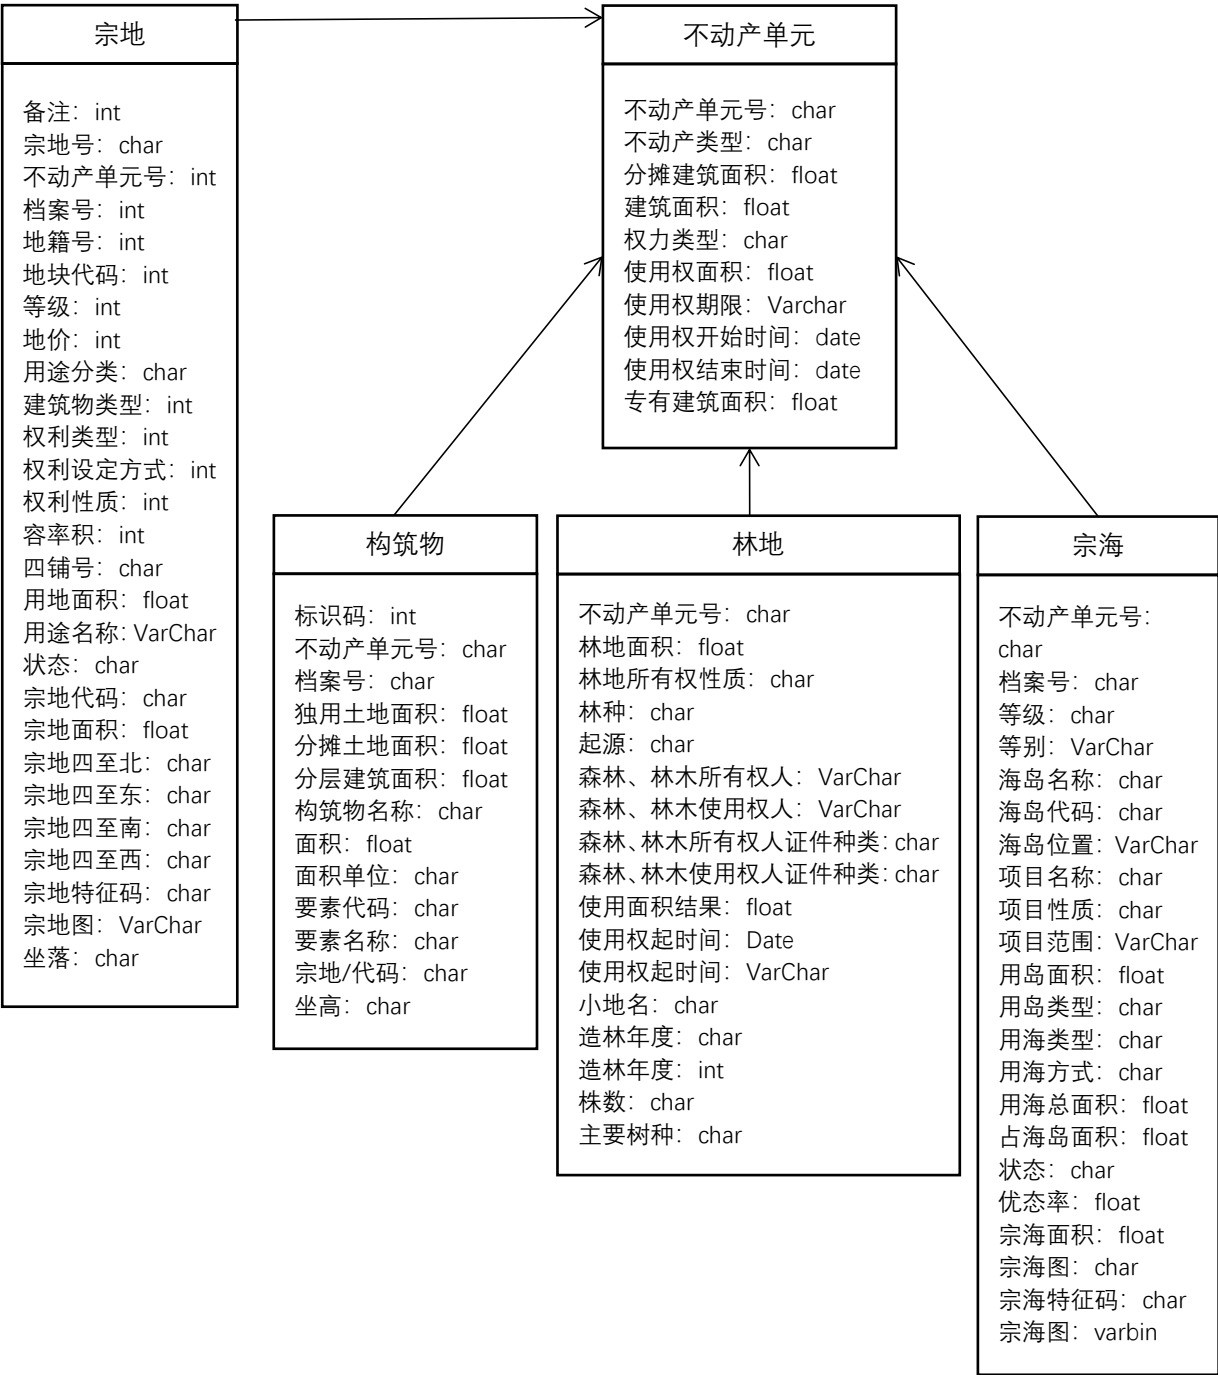 宗地
备注：int
宗地号：char
不动产单元号：int
档案号：int
地籍号：int
地块代码：int
等级：int
地价：int
用途分类：char
建筑物类型：int
权利类型：int
权利设定方式：int
权利性质：int
容率积：int
四铺号：char
用地面积：float
用途名称：VarChar
状态：char
宗地代码：char
宗地面积：float
宗地四至北：char
宗地四至东：char
宗地四至南：char
宗地四至西：char
宗地特征码：char
宗地图：VarChar
坐落：char
不动产单元
不动产单元号：char
不动产类型：char
分摊建筑面积：float
建筑面积：float
权力类型：char
使用权面积：float
使用权期限：Varchar
使用权开始时间：date
使用权结束时间：date
专有建筑面积：float
构筑物
标识码：int
不动产单元号：char
档案号：char
独用土地面积：float
分摊土地面积：float
分层建筑面积：float
构筑物名称：char
面积：float
面积单位：char
要素代码：char
要素名称：char
宗地/代码：char
坐高：char
林地
不动产单元号：char
林地面积：float
林地所有权性质：char
林种：char
起源：char
森林、林木所有权人：VarChar
森林、林木使用权人：VarChar
森林、林木所有权人证件种类：char
森林、林木使用权人证件种类：char
使用面积结果：float
使用权起时间：Date
使用权起时间：VarChar
小地名：char
造林年度：char
造林年度：int
株数：char
主要树种：char
宗海
不动产单元号：
char
档案号：char
等级：char
等别：VarChar
海岛名称：char
海岛代码：char
海岛位置：VarChar
项目名称：char
项目性质：char
项目范围：VarChar
用岛面积：float
用岛类型：char
用海类型：char
用海方式：char
用海总面积：float
占海岛面积：float
状态：char
优态率：float
宗海面积：float
宗海图：char
宗海特征码：char
宗海图：varbin